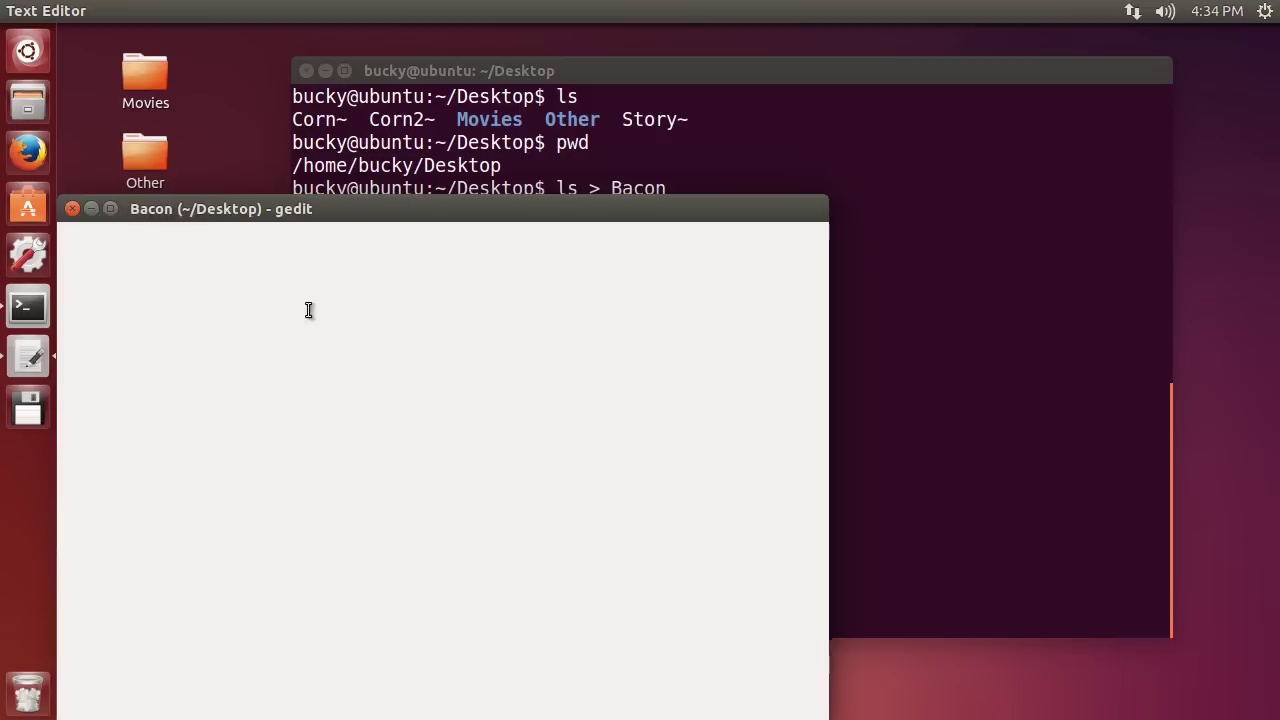 Text Editor
4:34 PM
Movies
Other
bucky@ubuntu: ~/Desktop
bucky@ubuntu:~/Desktop$ ls
Corn~ Corn2~ Movies Other Story~
bucky@ubuntu:~/Desktop$ pwd
/home/bucky/Desktop
bucky@ubuntu:~/Desktop$ ls > Bacon
Bacon (~/Desktop) - gedit